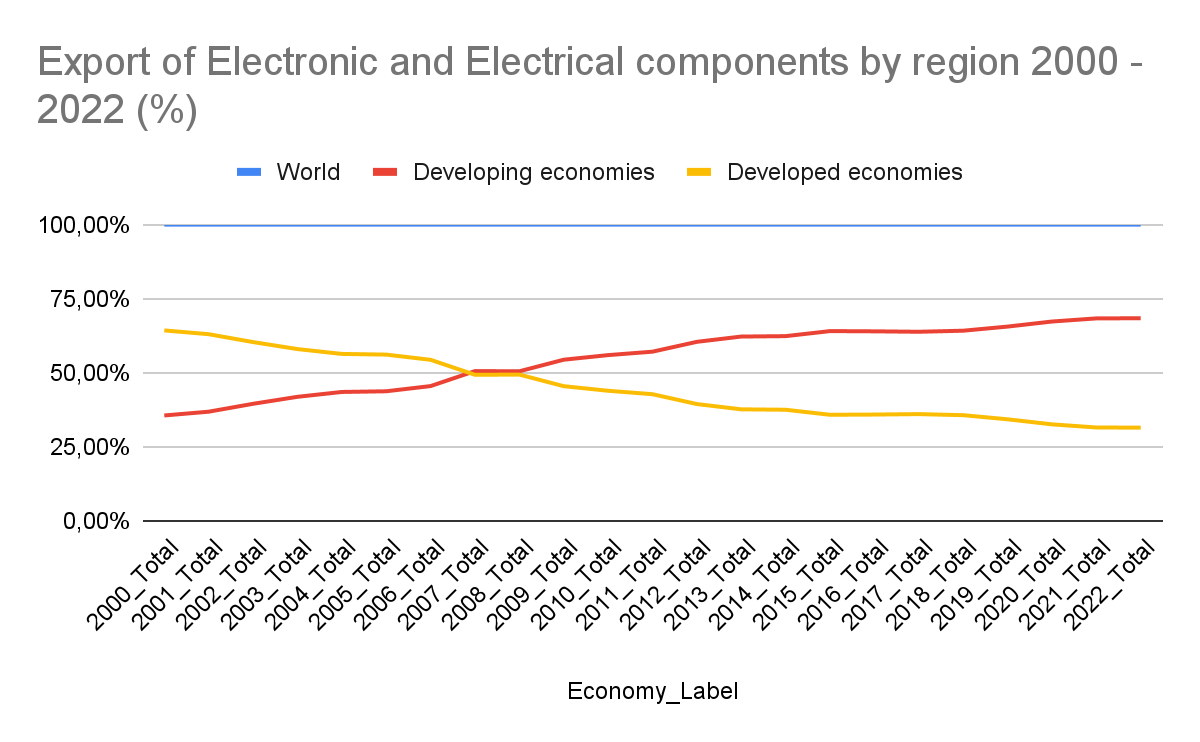 Export of Electronic and Electrical components by region 2000 -
2022 (%)
World Developing economies Developed economies
100,00%
75,00%
50,00%
25,00%
0,00%
2000_Total 2001_Total 2002_Total 2003_Total 2004_Total 2005_Total 2006_Total 2007_Total 2008_Total 2009_Total 2010_Total 2011_Total 2012_Total 2013_Total 2014_Total 2015_Total 2016_Total 2017_Total 2018_Total 2019_Total 2020_Total 2021_Total 2022_Total
Economy_Label